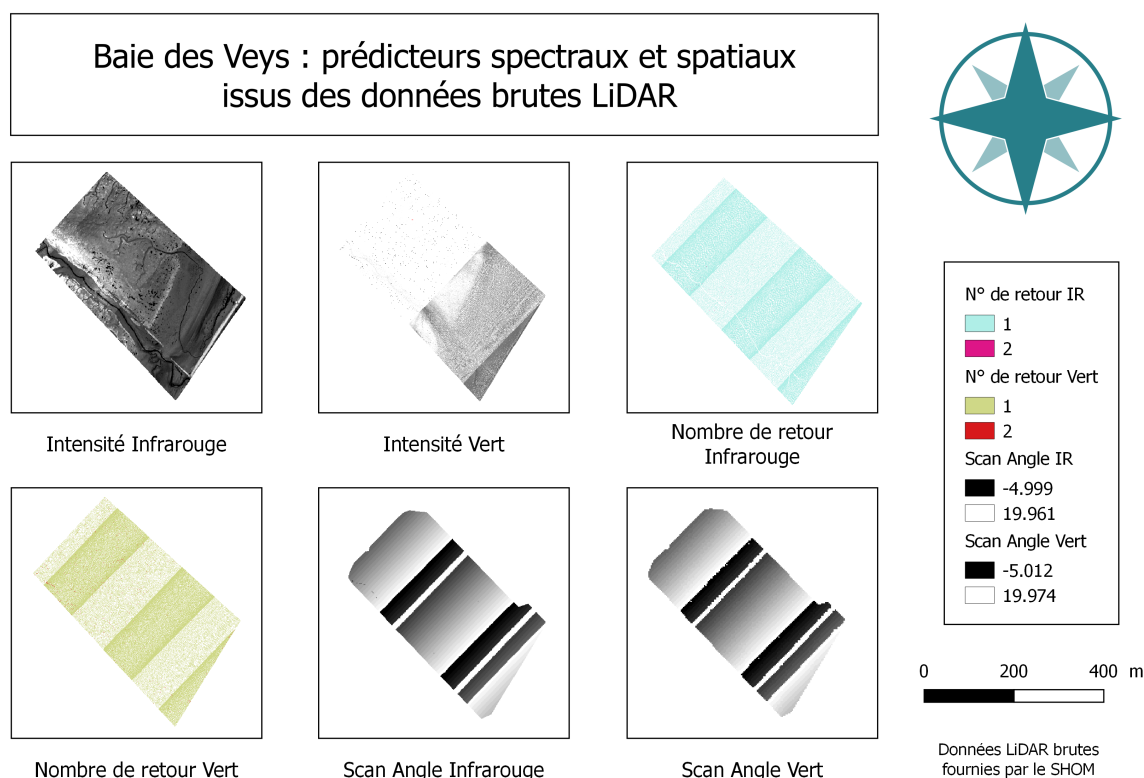 Baie des Veys : prédicteurs spectraux et spatiaux
issus des données brutes LiDAR
Intensité Infrarouge
Intensité Vert
Nombre de retour
Infrarouge
Nombre de retour Vert
Scan Angle Infrarouge
Scan Angle Vert
N° de retour IR
1
2
N° de retour Vert
1
2
Scan Angle IR
-4.999
19.961
Scan Angle Vert
-5.012
19.974
0 200 400 m
Données LiDAR brutes
fournies par le SHOM